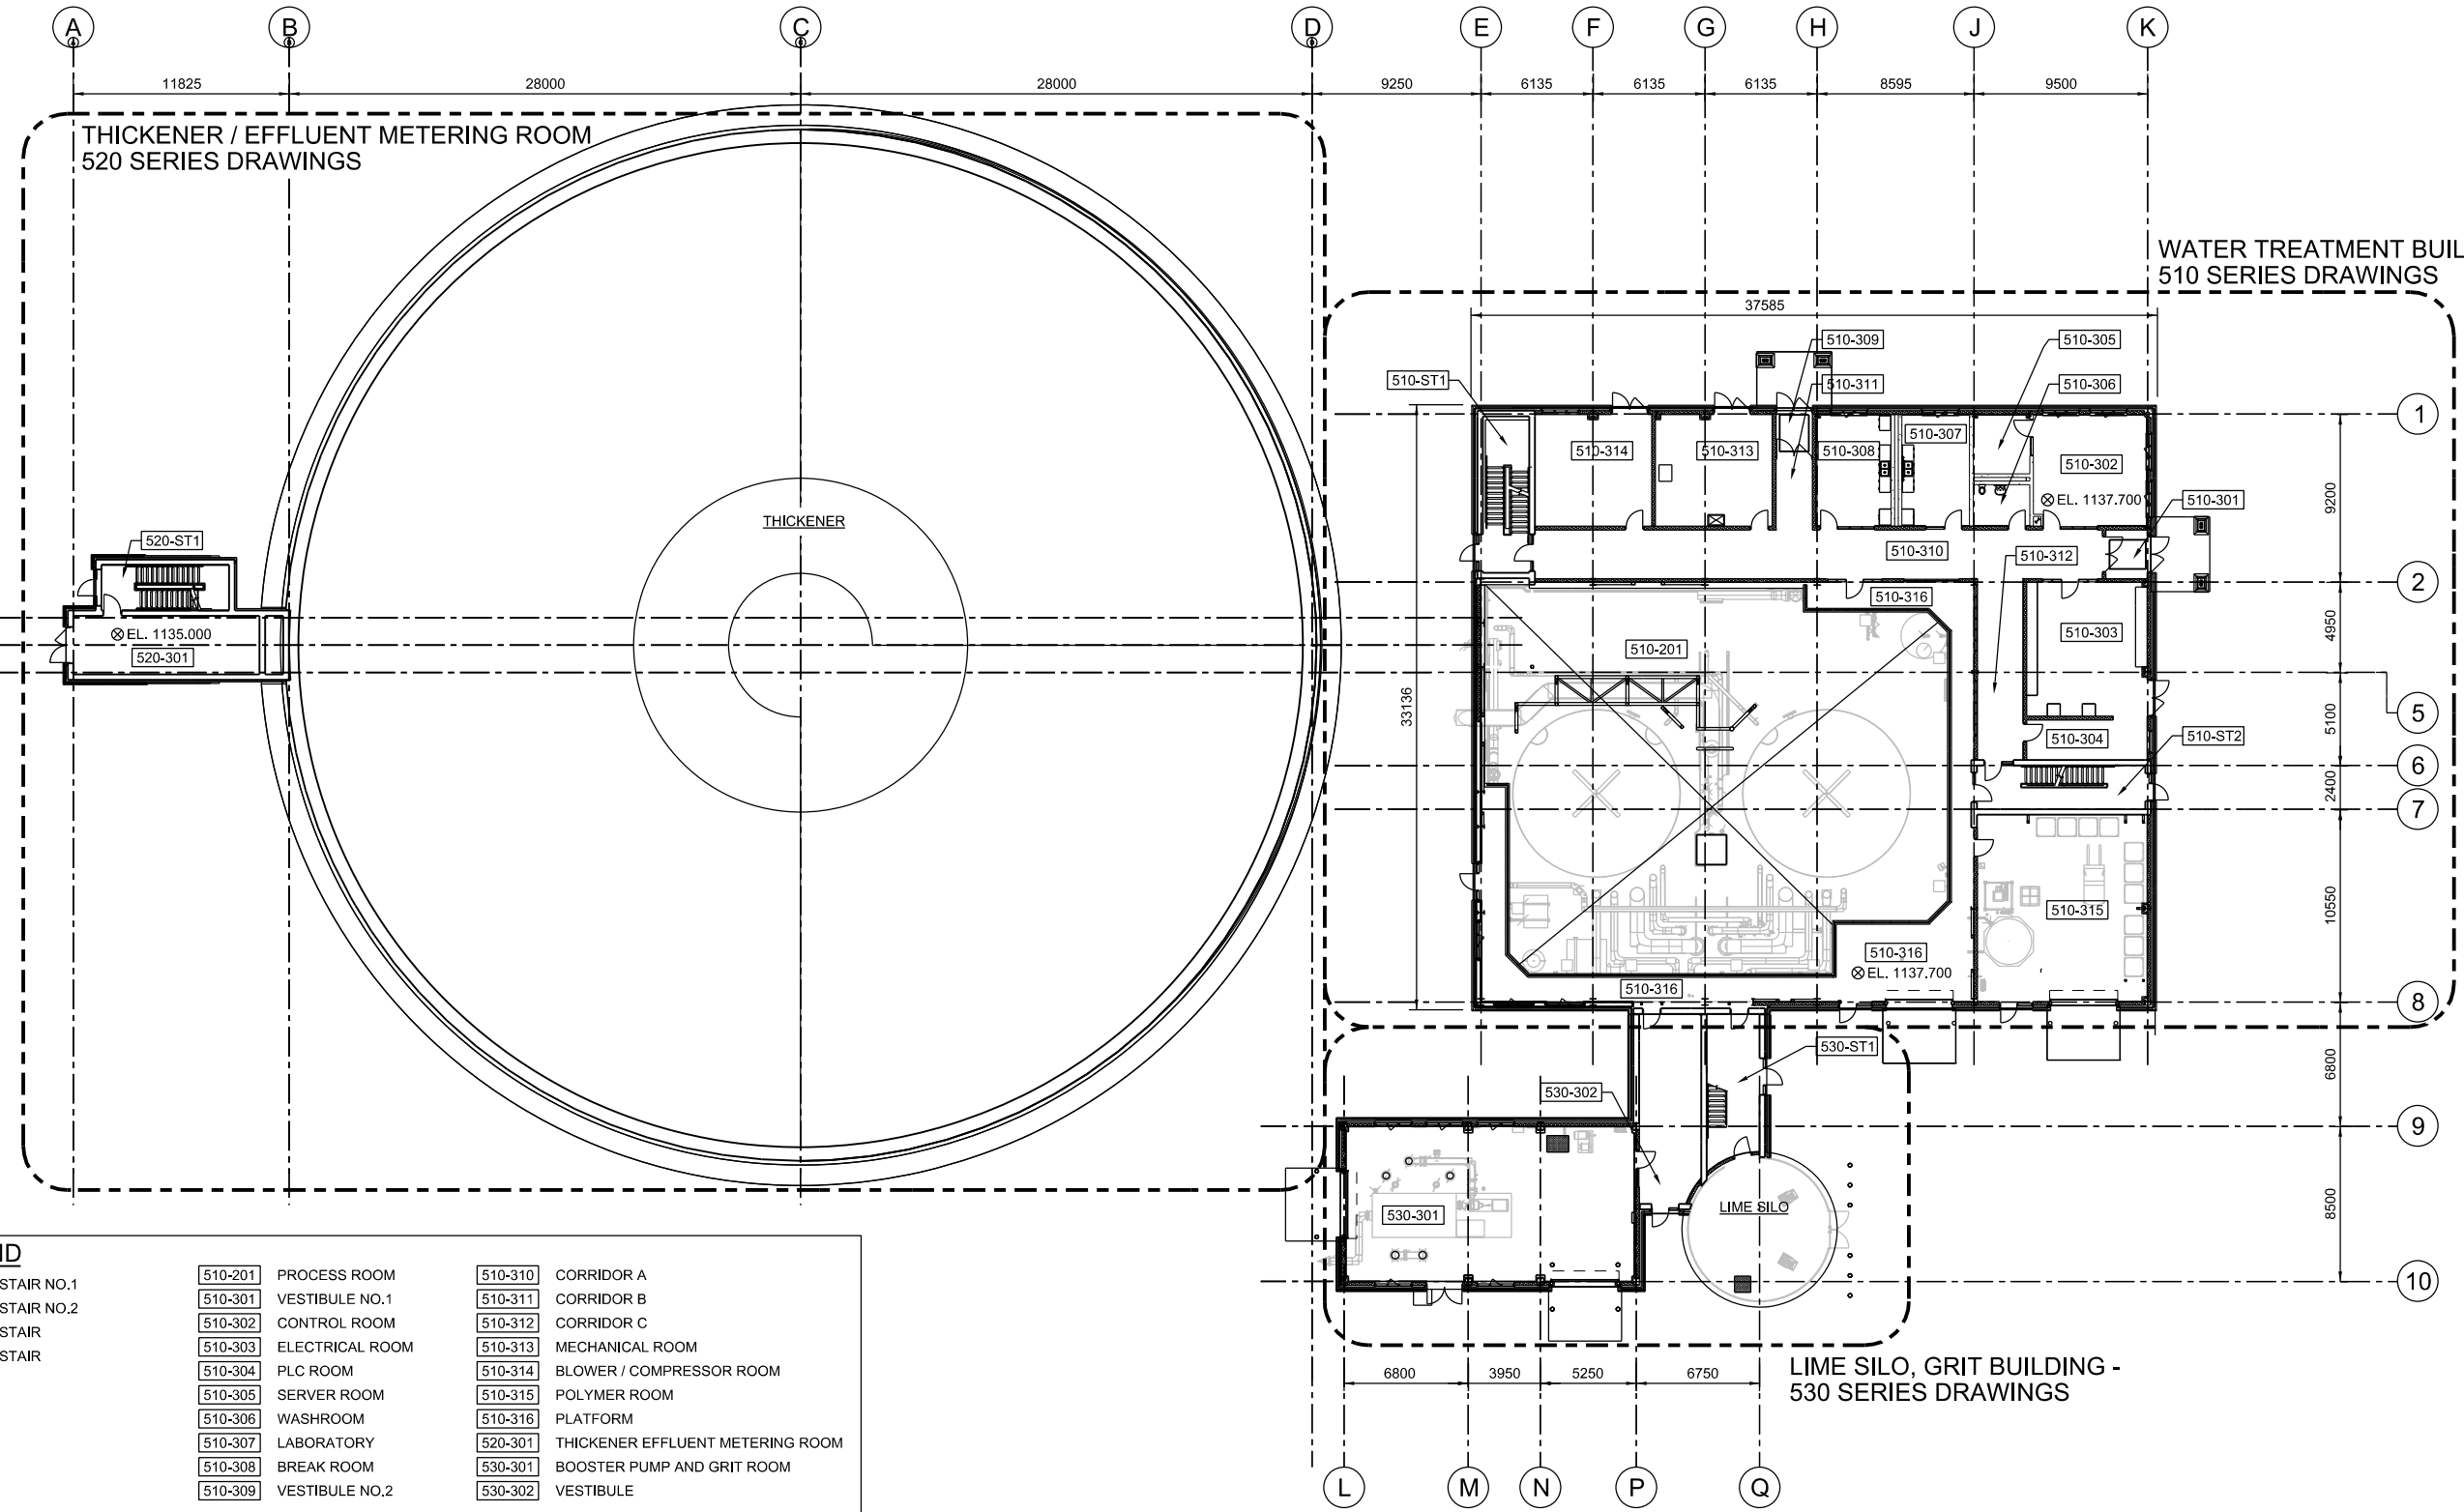 A B C D E F G H J K
11825 28000 28000 9250 6135 6135 6135 8595 9500
THICKENER / EFFLUENT METERING ROOM
520 SERIES DRAWINGS
WATER TREATMENT BUIL
510 SERIES DRAWINGS
37585
510-309
510-305
510-ST1
510-311
510-306
1
510-314
510-313
510-308
510-307
510-302
EL. 1137.700
510-301
9200
THICKENER
520-ST1
510-310
510-312
2
510-316
EL. 1135.000
520-301
510-201
510-303
4950
33136
5
5100
510-304
510-ST2
6
2400
7
510-315
10550
510-316
EL. 1137.700
510-316
8
530-ST1
6800
530-302
9
530-301
LIME SILO
8500
10
LIME SILO, GRIT BUILDING -
530 SERIES DRAWINGS
6800 3950 5250 6750
L M N P Q
ND
STAIR NO.1
STAIR NO.2
STAIR
STAIR
510-201 PROCESS ROOM
510-301 VESTIBULE NO.1
510-302 CONTROL ROOM
510-303 ELECTRICAL ROOM
510-304 PLC ROOM
510-305 SERVER ROOM
510-306 WASHROOM
510-307 LABORATORY
510-308 BREAK ROOM
510-309 VESTIBULE NO.2
510-310 CORRIDOR A
510-311 CORRIDOR B
510-312 CORRIDOR C
510-313 MECHANICAL ROOM
510-314 BLOWER / COMPRESSOR ROOM
510-315 POLYMER ROOM
510-316 PLATFORM
520-301 THICKENER EFFLUENT METERING ROOM
530-301 BOOSTER PUMP AND GRIT ROOM
530-302 VESTIBULE